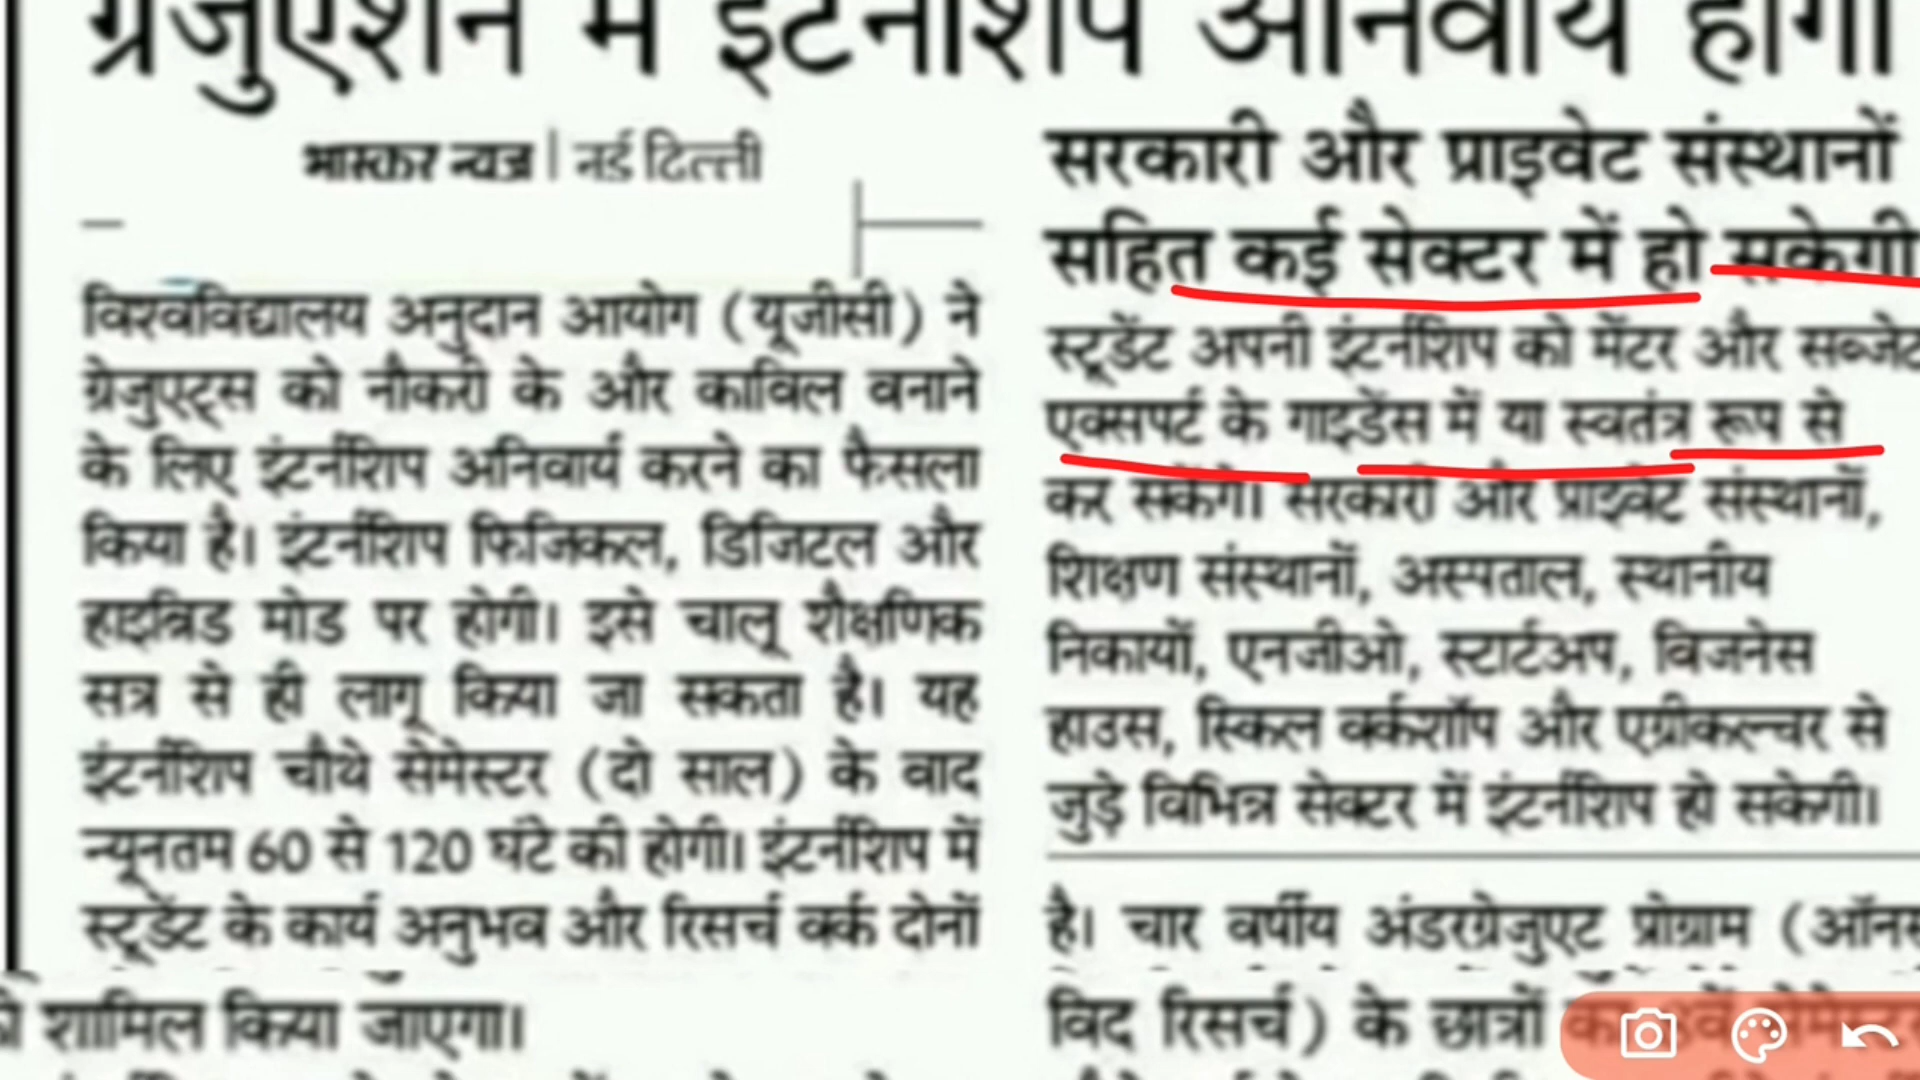 ग्रेजुएशन में इंटर्नशिप अनिवार्य होगी
भास्कर न्यूज | नई दिल्ली
विश्वविद्यालय अनुदान आयोग (यूजीसी) ने
ग्रेजुएट्स को नौकरी के और काबिल बनाने
के लिए इंटर्नशिप अनिवार्य करने का फैसला
किया है। इंटर्नशिप फिजिकल, डिजिटल और
हाइब्रिड मोड पर होगी। इसे चालू शैक्षणिक
सत्र से ही लागू किया जा सकता है। यह
इंटर्नशिप चौथे सेमेस्टर (दो साल) के बाद
न्यूनतम 60 से 120 घंटे की होगी। इंटर्नशिप में
स्टूडेंट के कार्य अनुभव और रिसर्च वर्क दोनों
शामिल किया जाएगा।
सरकारी और प्राइवेट संस्थानों
सहित कई सेक्टर में हो सकेगी
स्टूडेंट अपनी इंटर्नशिप को मेंटर और सब्जेट
एक्सपर्ट के गाइडेंस में या स्वतंत्र रूप से
कर सकेंगे। सरकारी और प्राइवेट संस्थानों,
शिक्षण संस्थानों, अस्पताल, स्थानीय
निकायों, एनजीओ, स्टार्टअप, बिजनेस
हाउस, स्किल वर्कशॉप और एग्रीकल्चर से
जुड़े विभिन्न सेक्टर में इंटर्नशिप हो सकेगी।
है। चार वर्षीय अंडरग्रेजुएट प्रोग्राम (ऑनर्स
विद रिसर्च) के छात्रों